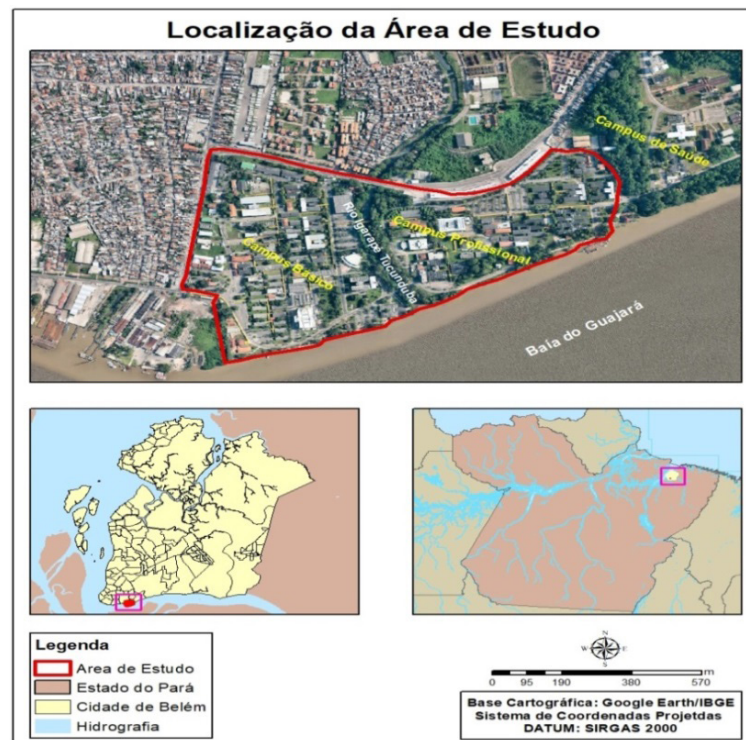 Localização da Área de Estudo
Campus de Saúde
Rio Igarapé Tucunduba
Campus Profissional
Campus Básico
Baia do Guajará
Legenda
Area de Estudo
Estado do Pará
Cidade de Belém
Hidrografia
N
W E
S
m
0 95 190 380 570
Base Cartográfica: Google Earth/IBGE
Sistema de Coordenadas Projetdas
DATUM: SIRGAS 2000